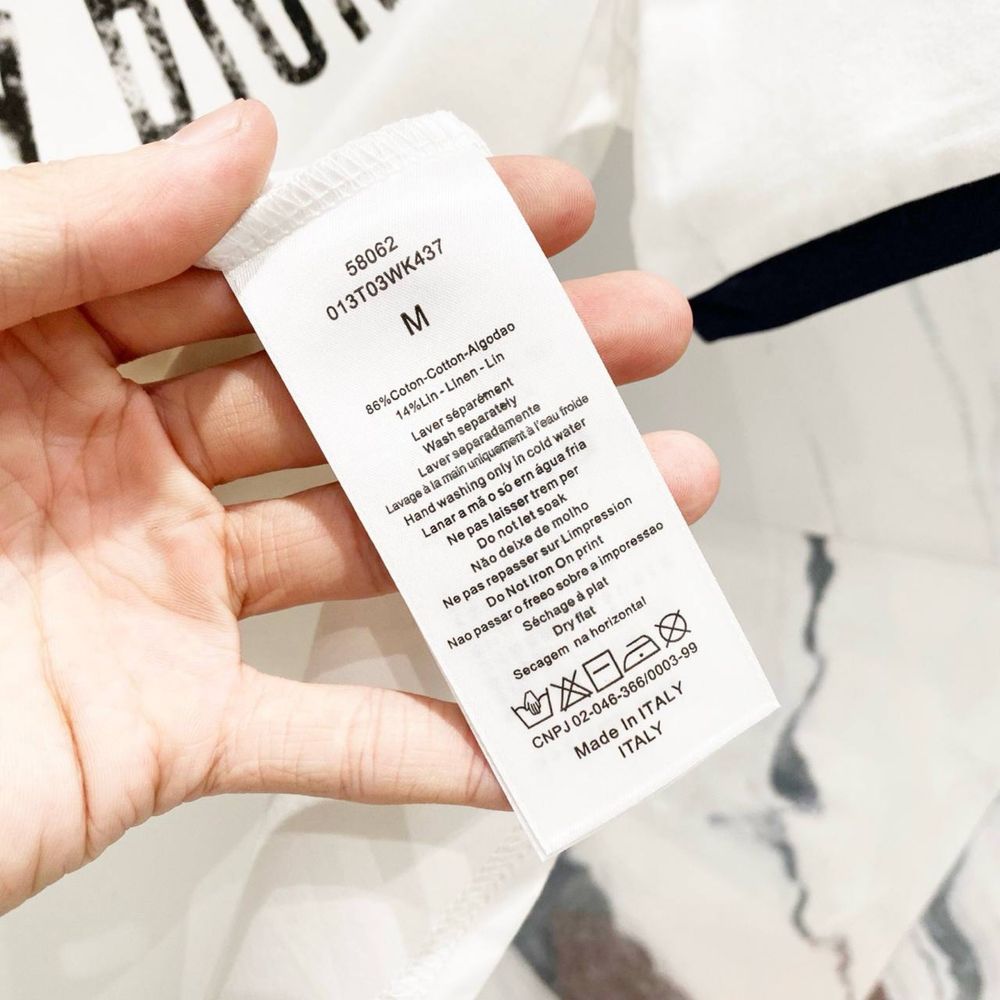 58062
013T03WK437
M
86%Coton-Cotton-Algodao
14%Lin - Linen - Lin
Laver séparément
Wash separately
Laver separadamente
Lavage à la main uniquement à l'eau froide
Hand washing only in cold water
Lanar a mã o só ern água fria
Ne pas laisser trem per
Do not let soak
Não deixe de molho
Ne pas repasser sur Limpression
Do Not Iron On print
Nao passar o freeo sobre a imporessao
Séchage à plat
Dry flat
Secagem na horizontal
CNPJ 02-046-366/0003-99
Made In ITALY
ITALY